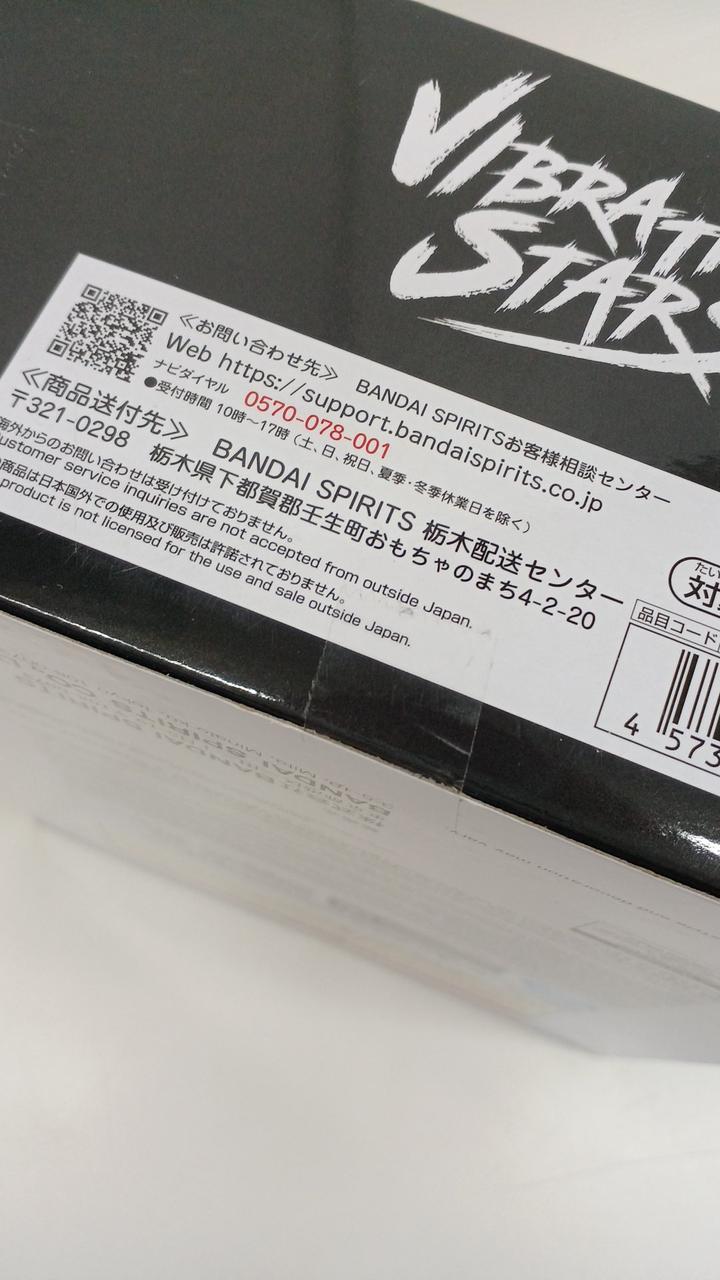 VIBRATI
STARS
≪お問い合わせ先≫ BANDAI SPIRITSお客様相談センター
Web https://support.bandaispirits.co.jp
ナビダイヤル 0570-078-001
●受付時間 10時〜17時(土、日、祝日、夏季・冬季休業日を除く)
≪商品送付先≫ BANDAI SPIRITS 栃木配送センター
〒321-0298 栃木県下都賀郡壬生町おもちゃのまち4-2-20
海外からのお問い合わせは受け付けておりません。
ustomer service inquiries are not accepted from outside Japan.
商品は日本国外での使用及び販売は許諾されておりません。
product is not licensed for the use and sale outside Japan.
たい
対
品目コード
4 573
BANDAI SPIRITS